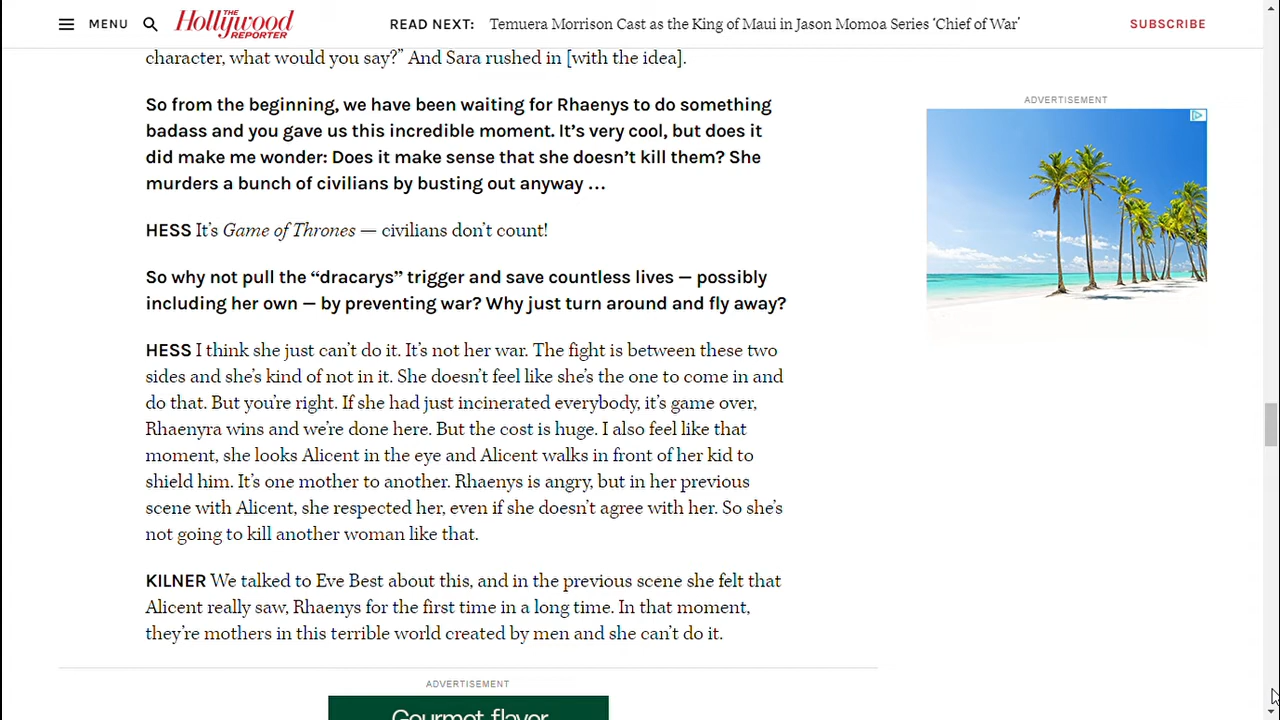 MENU
THE
Hollywood
REPORTER
READ NEXT: Temuera Morrison Cast as the King of Maui in Jason Momoa Series ‘Chief of War’
SUBSCRIBE
character, what would you say?” And Sara rushed in [with the idea].
So from the beginning, we have been waiting for Rhaenys to do something
badass and you gave us this incredible moment. It’s very cool, but does it
did make me wonder: Does it make sense that she doesn’t kill them? She
murders a bunch of civilians by busting out anyway …
HESS It’s Game of Thrones — civilians don’t count!
So why not pull the “dracarys” trigger and save countless lives — possibly
including her own — by preventing war? Why just turn around and fly away?
HESS I think she just can’t do it. It’s not her war. The fight is between these two
sides and she’s kind of not in it. She doesn’t feel like she’s the one to come in and
do that. But you’re right. If she had just incinerated everybody, it’s game over,
Rhaenyra wins and we’re done here. But the cost is huge. I also feel like that
moment, she looks Alicent in the eye and Alicent walks in front of her kid to
shield him. It’s one mother to another. Rhaenys is angry, but in her previous
scene with Alicent, she respected her, even if she doesn’t agree with her. So she’s
not going to kill another woman like that.
KILNER We talked to Eve Best about this, and in the previous scene she felt that
Alicent really saw, Rhaenys for the first time in a long time. In that moment,
they’re mothers in this terrible world created by men and she can’t do it.
ADVERTISEMENT
ADVERTISEMENT
Gourmet flavor